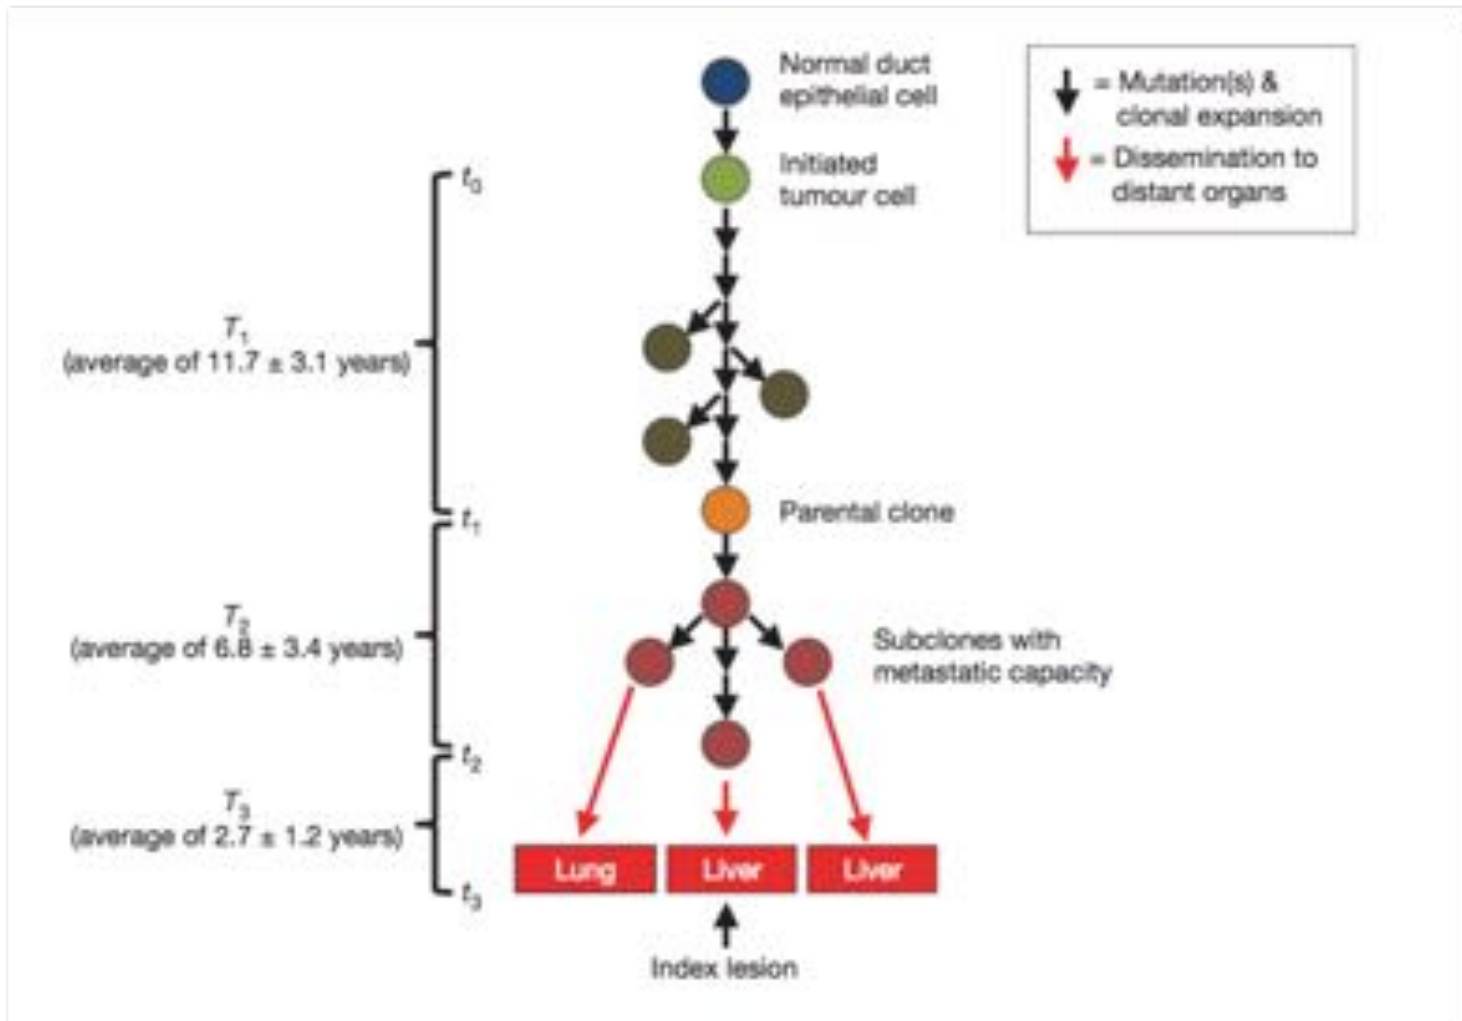 Normal duct
epithelial cell
= Mutation(s) &
clonal expansion
= Dissemination to
distant organs
t0
Initiated
tumour cell
T1
(average of 11.7 ± 3.1 years)
t1
Parental clone
T2
(average of 6.8 ± 3.4 years)
Subclones with
metastatic capacity
t2
T3
(average of 2.7 ± 1.2 years)
Lung
Liver
Liver
t3
Index lesion